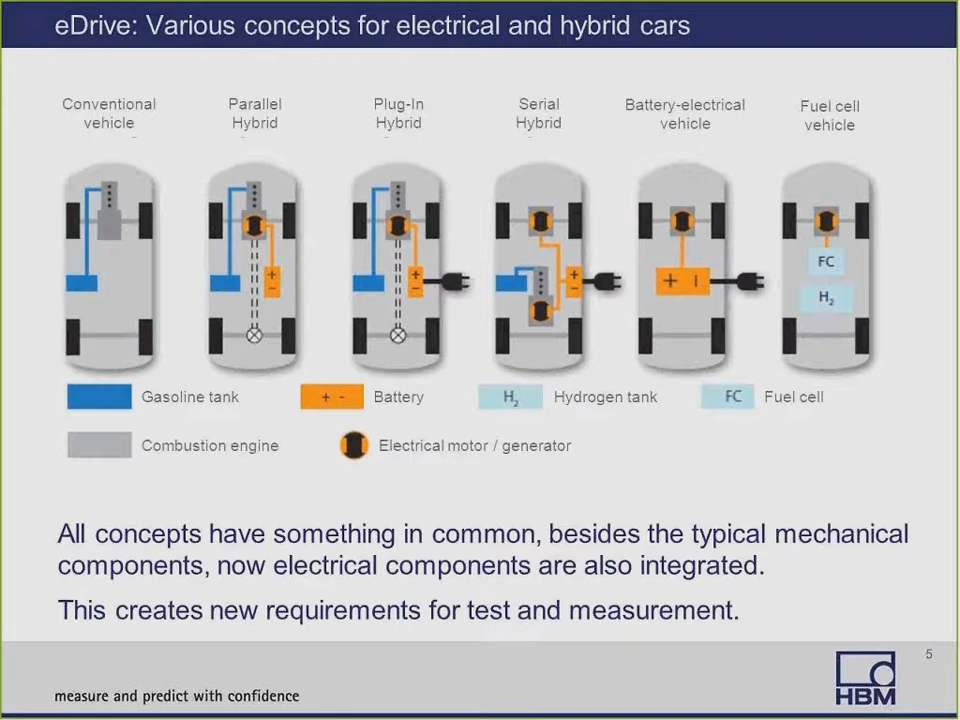 eDrive: Various concepts for electrical and hybrid cars
Conventional
vehicle
Parallel
Hybrid
Plug-In
Hybrid
Serial
Hybrid
Battery-electrical
vehicle
Fuel cell
vehicle
+
-
+
-
+
-
+ -
FC
H₂
Gasoline tank
+ -
Battery
H₂
Hydrogen tank
FC
Fuel cell
Combustion engine
Electrical motor / generator
All concepts have something in common, besides the typical mechanical
components, now electrical components are also integrated.
This creates new requirements for test and measurement.
5
measure and predict with confidence
HBM